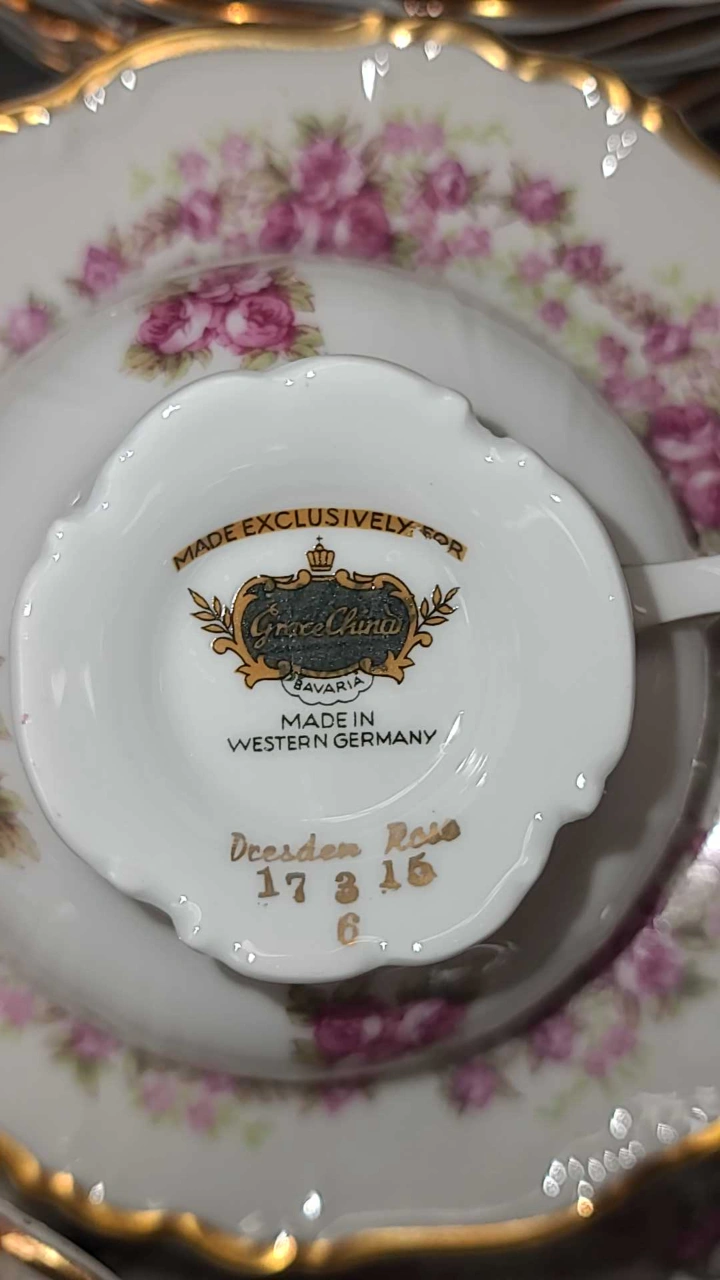 MADE EXCLUSIVELY FOR
Grace China
BAVARIA
MADE IN
WESTERN GERMANY
Dresden Rose
17 3 15
6